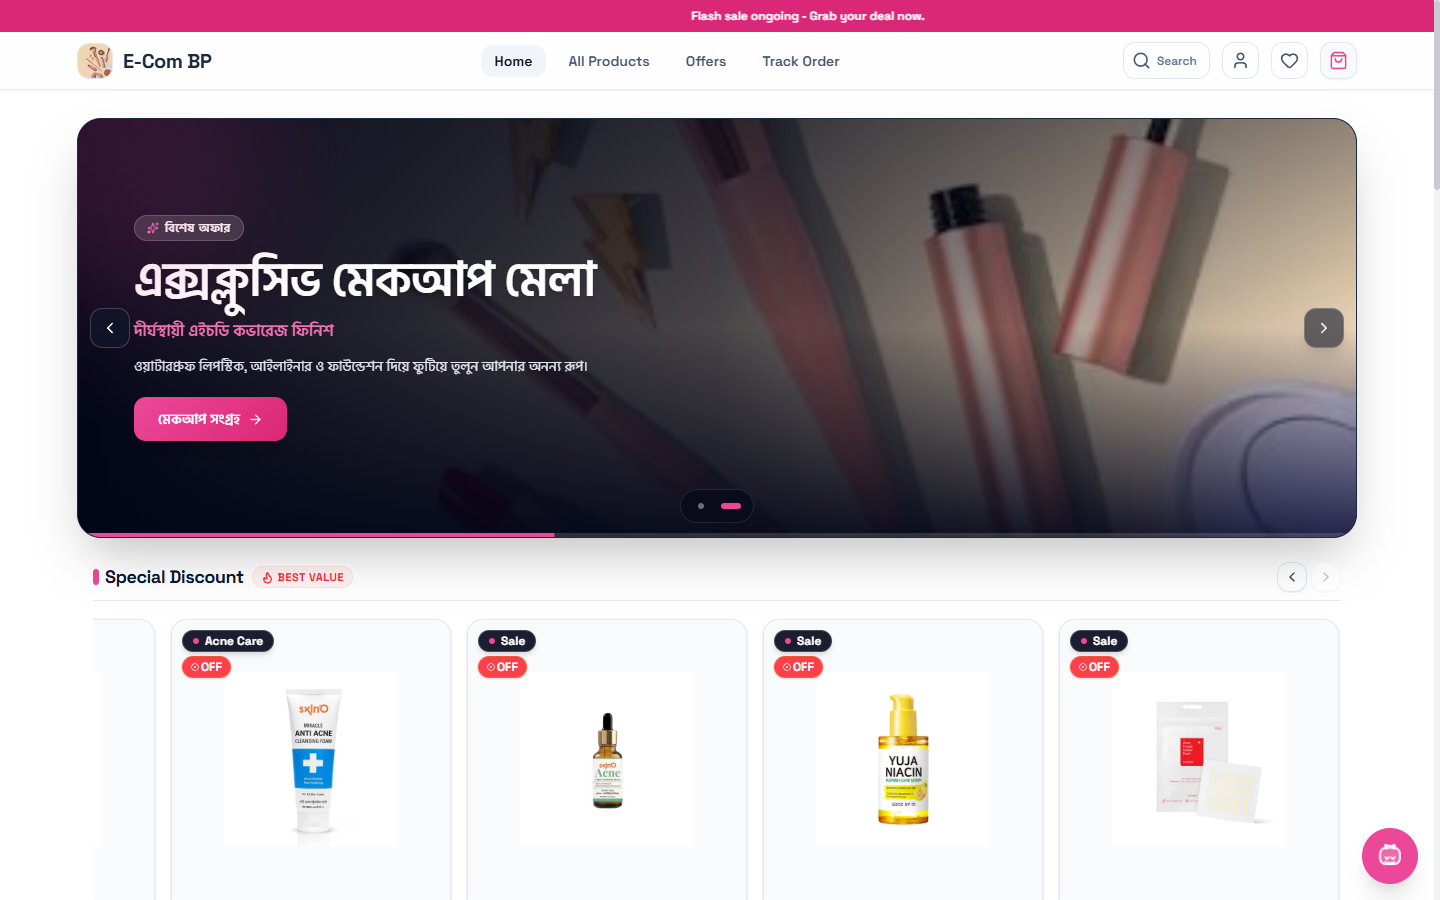 Flash sale ongoing - Grab your deal now.
E-Com BP
Home
All Products
Offers
Track Order
Search
বিশেষ অফার
এক্সক্লুসিভ মেকআপ মেলা
দীর্ঘস্থায়ী এইচডি কভারেজ ফিনিশ
ওয়াটারপ্রুফ লিপস্টিক, আইলাইনার ও ফাউন্ডেশন দিয়ে ফুটিয়ে তুলুন আপনার অনন্য রূপ।
মেকআপ সংগ্রহ
Special Discount
BEST VALUE
Acne Care
OFF
Sale
OFF
Sale
OFF
Sale
OFF
skinO
MIRACLE
ANTI ACNE
CLEANSING FOAM
skinO
Acne
YUJA
NIACIN
SOME BY MI